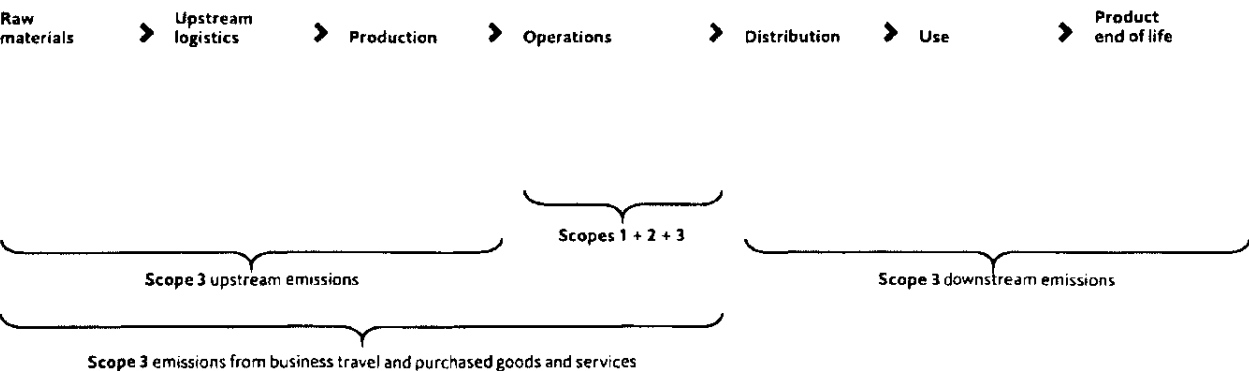 Raw
materials
Upstream
logistics
Production
Operations
Distribution
Use
Product
end of life
Scopes 1 + 2 + 3
Scope 3 upstream emissions
Scope 3 downstream emissions
Scope 3 emissions from business travel and purchased goods and services